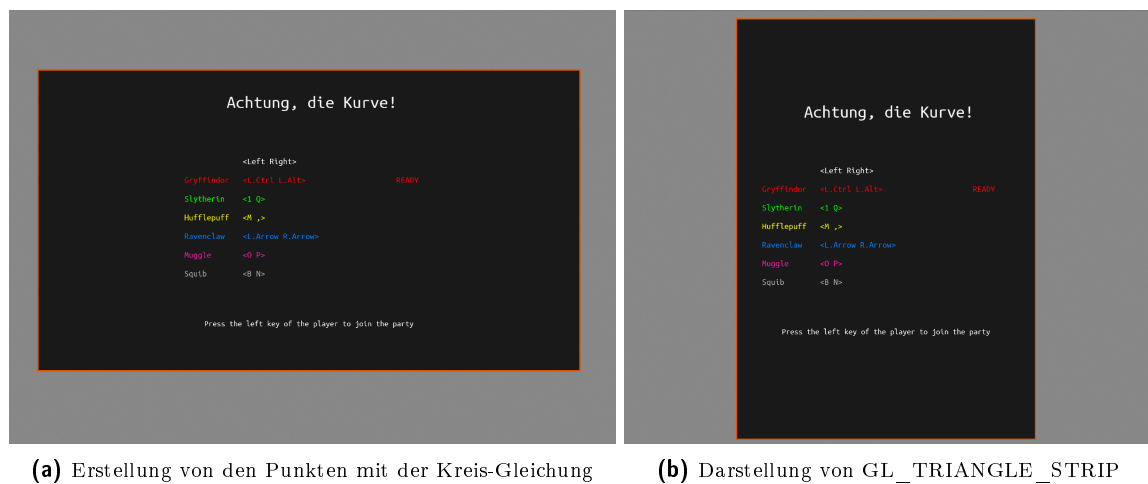 Achtung, die Kurve!
<Left Right>
Gryffindor <L.Ctrl L.Alt> READY
Slytherin <1 Q>
Hufflepuff <M ,>
Ravenclaw <L.Arrow R.Arrow>
Muggle <O P>
Squib <B N>
Press the left key of the player to join the party
(a) Erstellung von den Punkten mit der Kreis-Gleichung
Achtung, die Kurve!
<Left Right>
Gryffindor <L.Ctrl L.Alt> READY
Slytherin <1 Q>
Hufflepuff <M ,>
Ravenclaw <L.Arrow R.Arrow>
Muggle <O P>
Squib <B N>
Press the left key of the player to join the party
(b) Darstellung von GL_TRIANGLE_STRIP